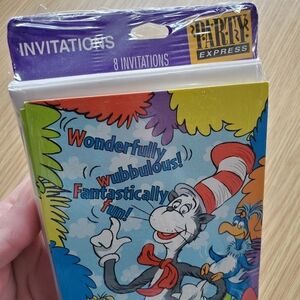 INVITATIONS
8 INVITATIONS
PARTY
EXPRESS
Wonderfully
wubbulous!
Fantastically
fun!